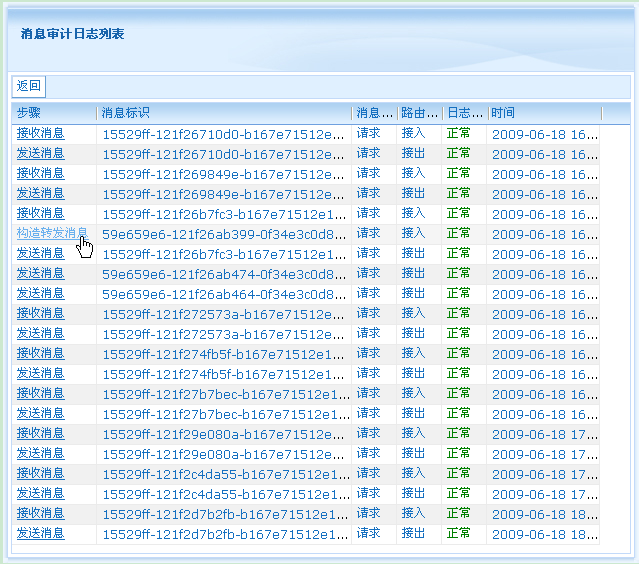 消息审计日志列表
返回
步骤 消息标识 消息... 路由... 日志... 时间
接收消息 15529ff-121f26710d0-b167e71512e... 请求 接入 正常 2009-06-18 16...
发送消息 15529ff-121f26710d0-b167e71512e... 请求 接出 正常 2009-06-18 16...
接收消息 15529ff-121f269849e-b167e71512e... 请求 接入 正常 2009-06-18 16...
发送消息 15529ff-121f269849e-b167e71512e... 请求 接出 正常 2009-06-18 16...
接收消息 15529ff-121f26b7fc3-b167e71512e1... 请求 接入 正常 2009-06-18 16...
构造转发消息 59e659e6-121f26ab399-0f34e3c0d8... 请求 接入 正常 2009-06-18 16...
发送消息 15529ff-121f26b7fc3-b167e71512e1... 请求 接出 正常 2009-06-18 16...
发送消息 59e659e6-121f26ab474-0f34e3c0d8... 请求 接出 正常 2009-06-18 16...
发送消息 59e659e6-121f26ab464-0f34e3c0d8... 请求 接出 正常 2009-06-18 16...
接收消息 15529ff-121f272573a-b167e71512e1... 请求 接入 正常 2009-06-18 16...
发送消息 15529ff-121f272573a-b167e71512e1... 请求 接出 正常 2009-06-18 16...
接收消息 15529ff-121f274fb5f-b167e71512e1... 请求 接入 正常 2009-06-18 16...
发送消息 15529ff-121f274fb5f-b167e71512e1... 请求 接出 正常 2009-06-18 16...
接收消息 15529ff-121f27b7bec-b167e71512e1... 请求 接入 正常 2009-06-18 16...
发送消息 15529ff-121f27b7bec-b167e71512e1... 请求 接出 正常 2009-06-18 16...
接收消息 15529ff-121f29e080a-b167e71512e... 请求 接入 正常 2009-06-18 17...
发送消息 15529ff-121f29e080a-b167e71512e... 请求 接出 正常 2009-06-18 17...
接收消息 15529ff-121f2c4da55-b167e71512e... 请求 接入 正常 2009-06-18 17...
发送消息 15529ff-121f2c4da55-b167e71512e... 请求 接出 正常 2009-06-18 17...
接收消息 15529ff-121f2d7b2fb-b167e71512e... 请求 接入 正常 2009-06-18 18...
发送消息 15529ff-121f2d7b2fb-b167e71512e... 请求 接出 正常 2009-06-18 18...